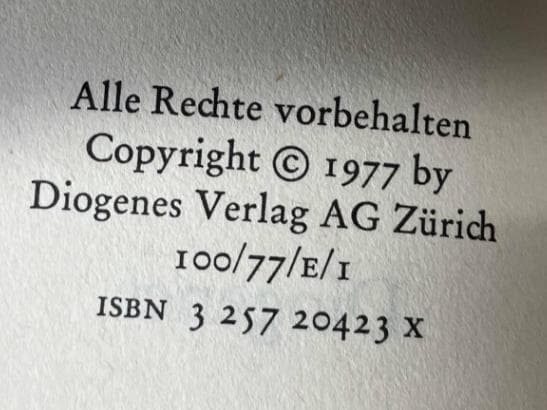 Alle Rechte vorbehalten
Copyright © 1977 by
Diogenes Verlag AG Zürich
100/77/E/1
ISBN 3 257 20423 X